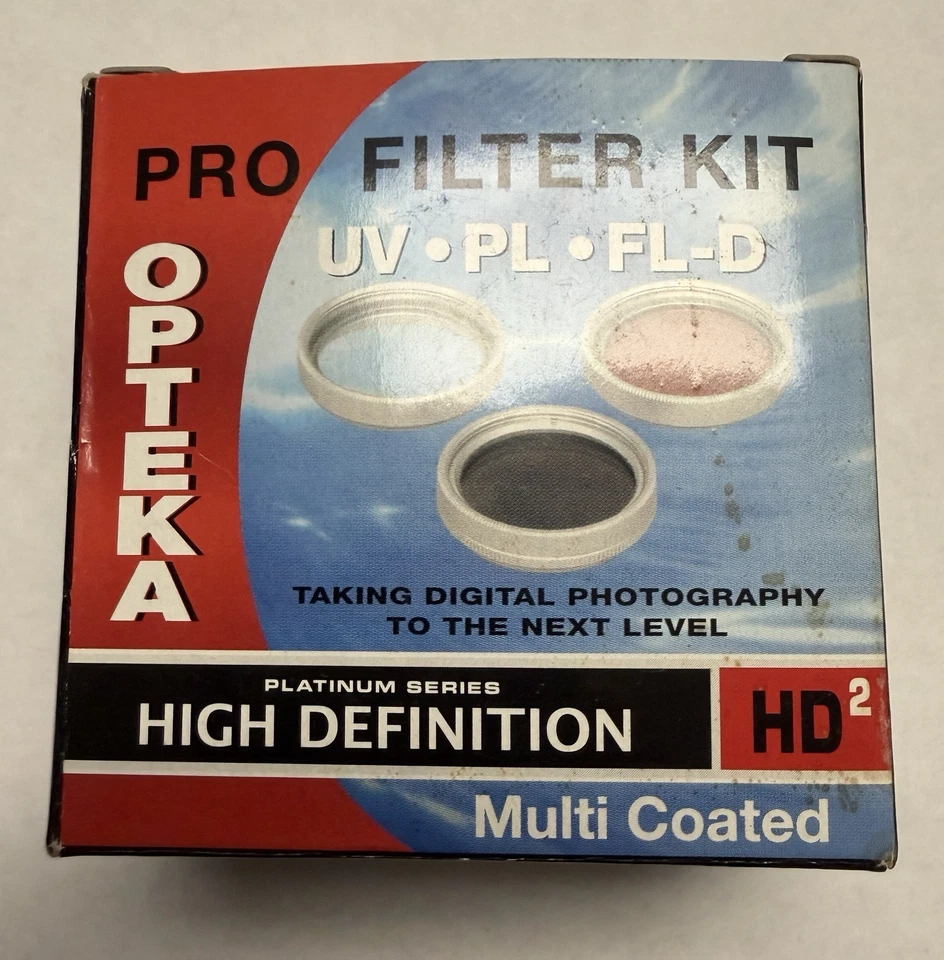 PRO FILTER KIT
UV • PL • FL-D
OPTEKA
TAKING DIGITAL PHOTOGRAPHY
TO THE NEXT LEVEL
PLATINUM SERIES
HIGH DEFINITION
HD²
Multi Coated